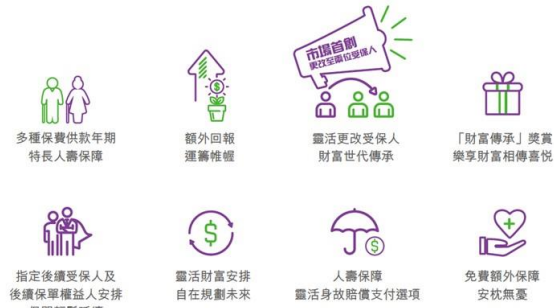 市場首創
更改至兩位受保人
多種保費供款年期
特長人壽保障
額外回報
運籌帷幄
靈活更改受保人
財富世代傳承
「財富傳承」獎賞
樂享財富相傳喜悅
$
$
指定後續受保人及
後續保單權益人安排
靈活財富安排
自在規劃未來
人壽保障
靈活身故賠償支付選項
免費額外保障
安枕無憂